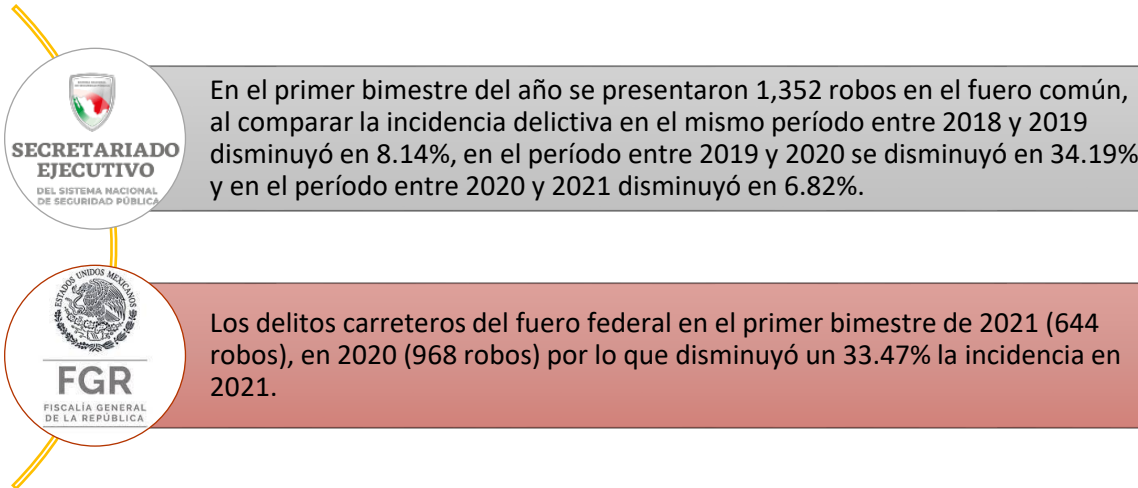 SECRETARIADO
EJECUTIVO
DEL SISTEMA NACIONAL
DE SEGURIDAD PÚBLICA
En el primer bimestre del año se presentaron 1,352 robos en el fuero común,
al comparar la incidencia delictiva en el mismo período entre 2018 y 2019
disminuyó en 8.14%, en el período entre 2019 y 2020 se disminuyó en 34.19%
y en el período entre 2020 y 2021 disminuyó en 6.82%.
ESTADOS UNIDOS MEXICANOS
FGR
FISCALÍA GENERAL
DE LA REPÚBLICA
Los delitos carreteros del fuero federal en el primer bimestre de 2021 (644
robos), en 2020 (968 robos) por lo que disminuyó un 33.47% la incidencia en
2021.